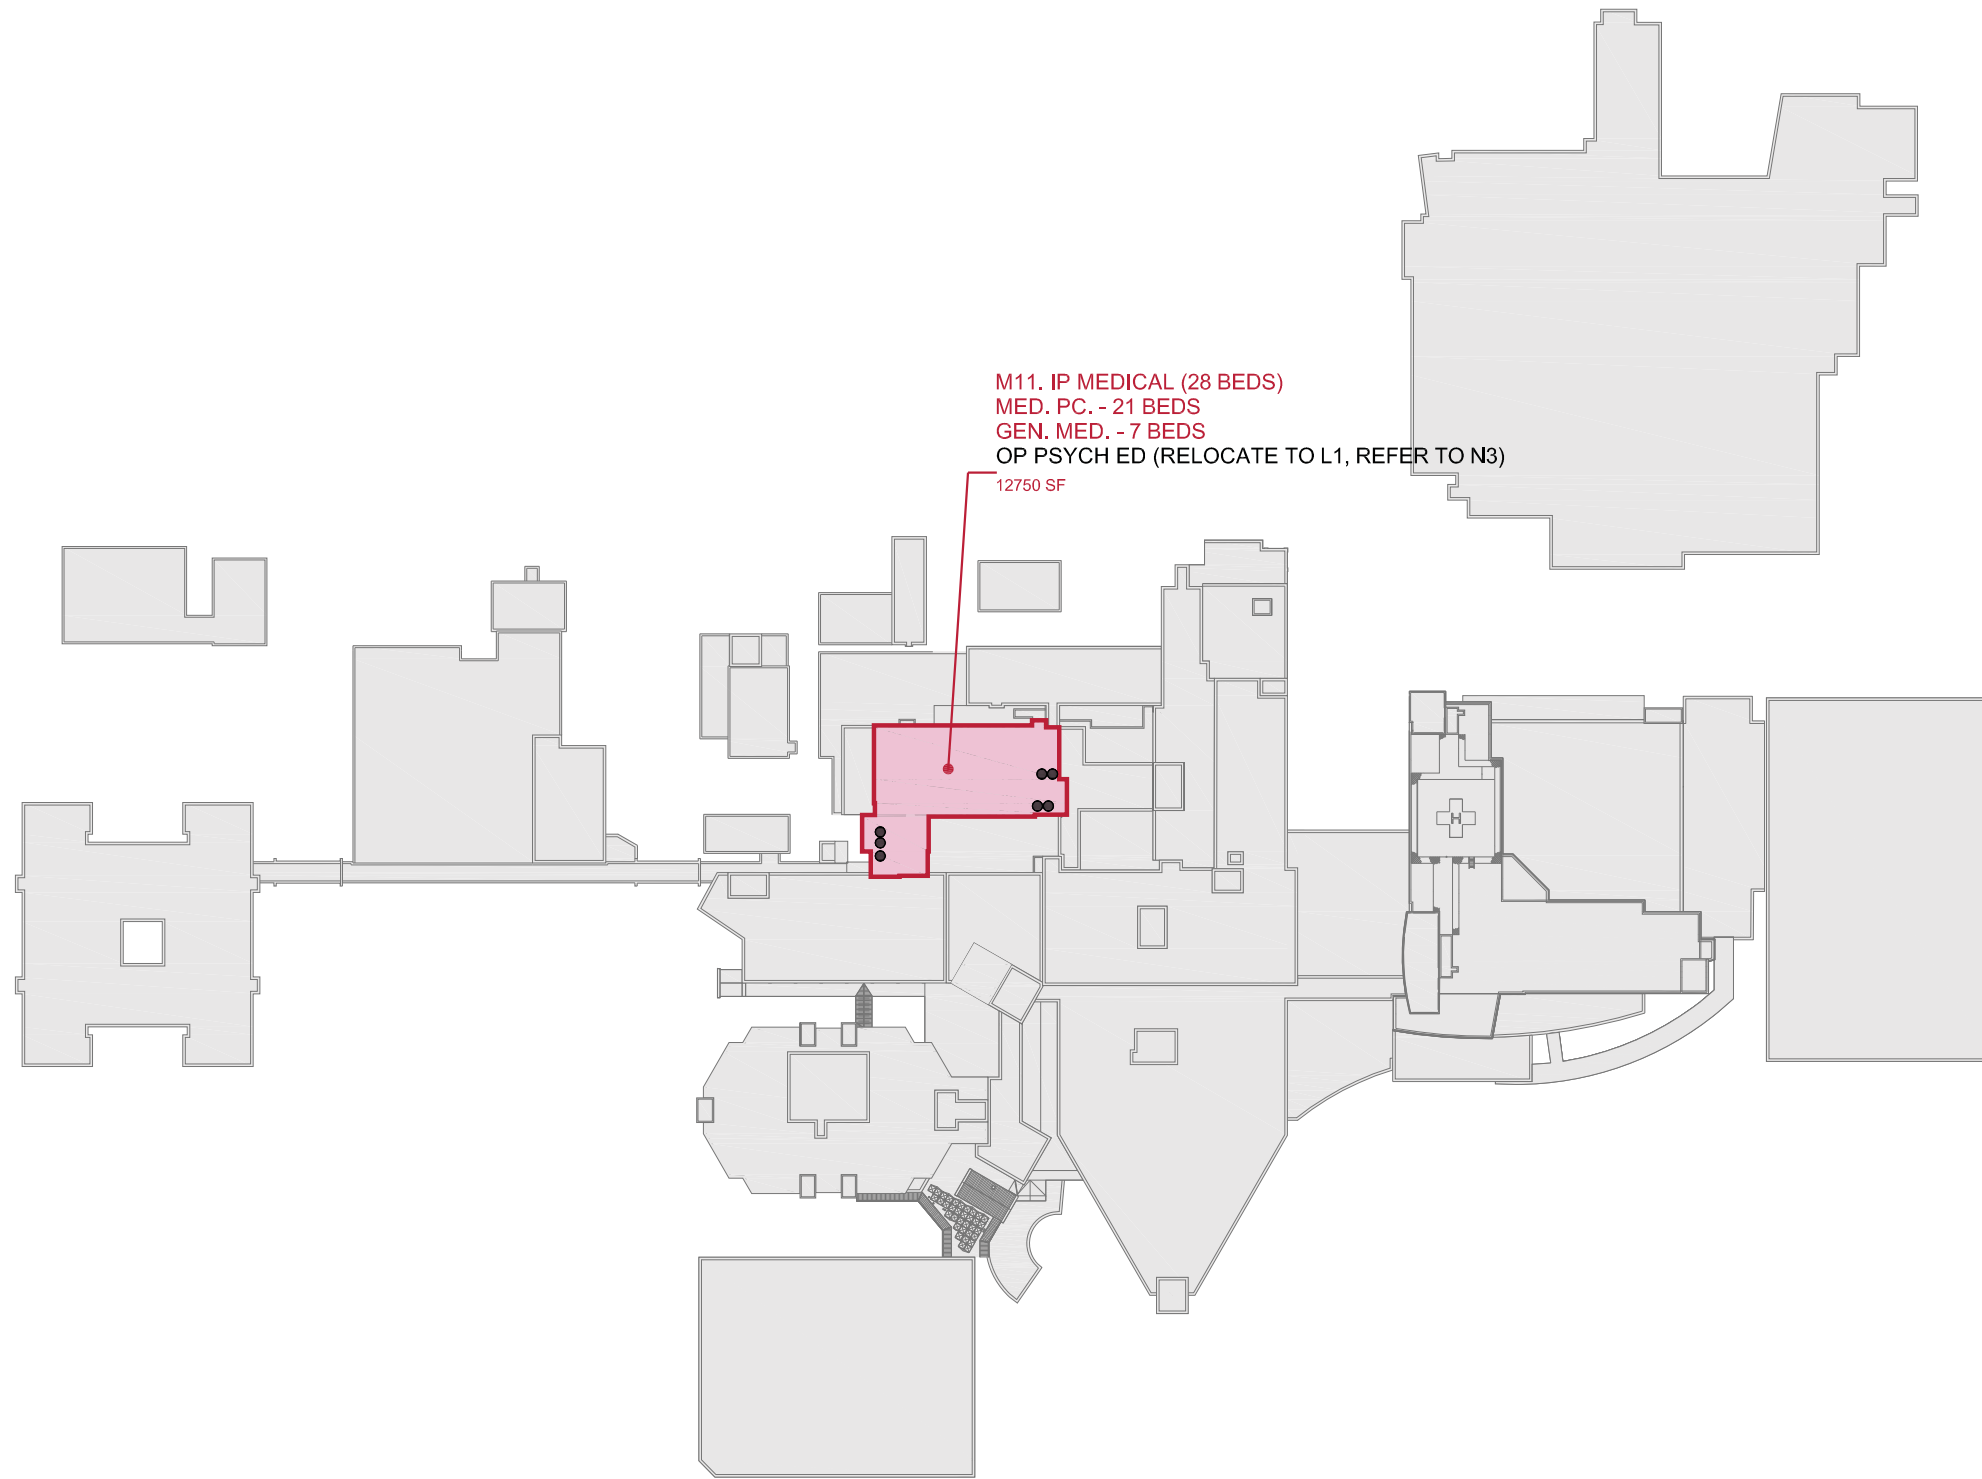 M11. IP MEDICAL (28 BEDS)
MED. PC. - 21 BEDS
GEN. MED. - 7 BEDS
OP PSYCH ED (RELOCATE TO L1, REFER TO N3)
12750 SF
H